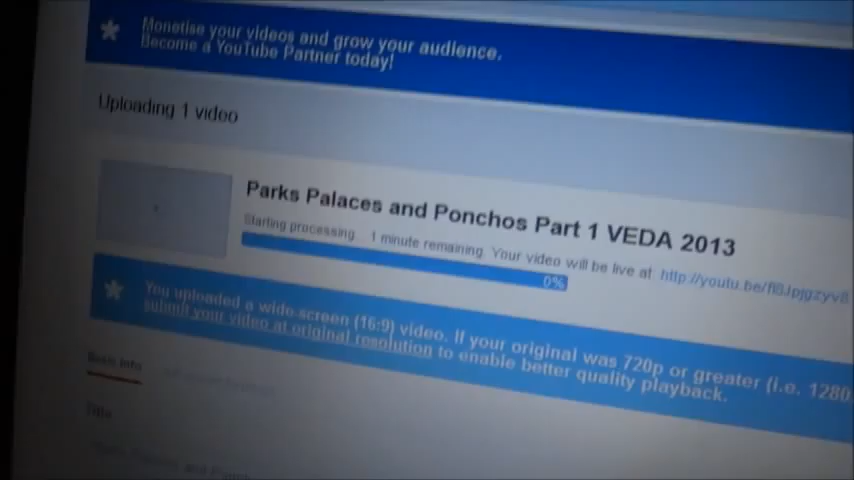 Monetise your videos and grow your audience.
Become a YouTube Partner today!
Uploading 1 video
Parks Palaces and Ponchos Part 1 VEDA 2013
Starting processing. 1 minute remaining. Your video will be live at:
0%
You uploaded a wide-screen (16:9) video. If your original was 720p or greater (i.e. 1280
submit your video at original resolution to enable better quality playback.
Basic info
Title